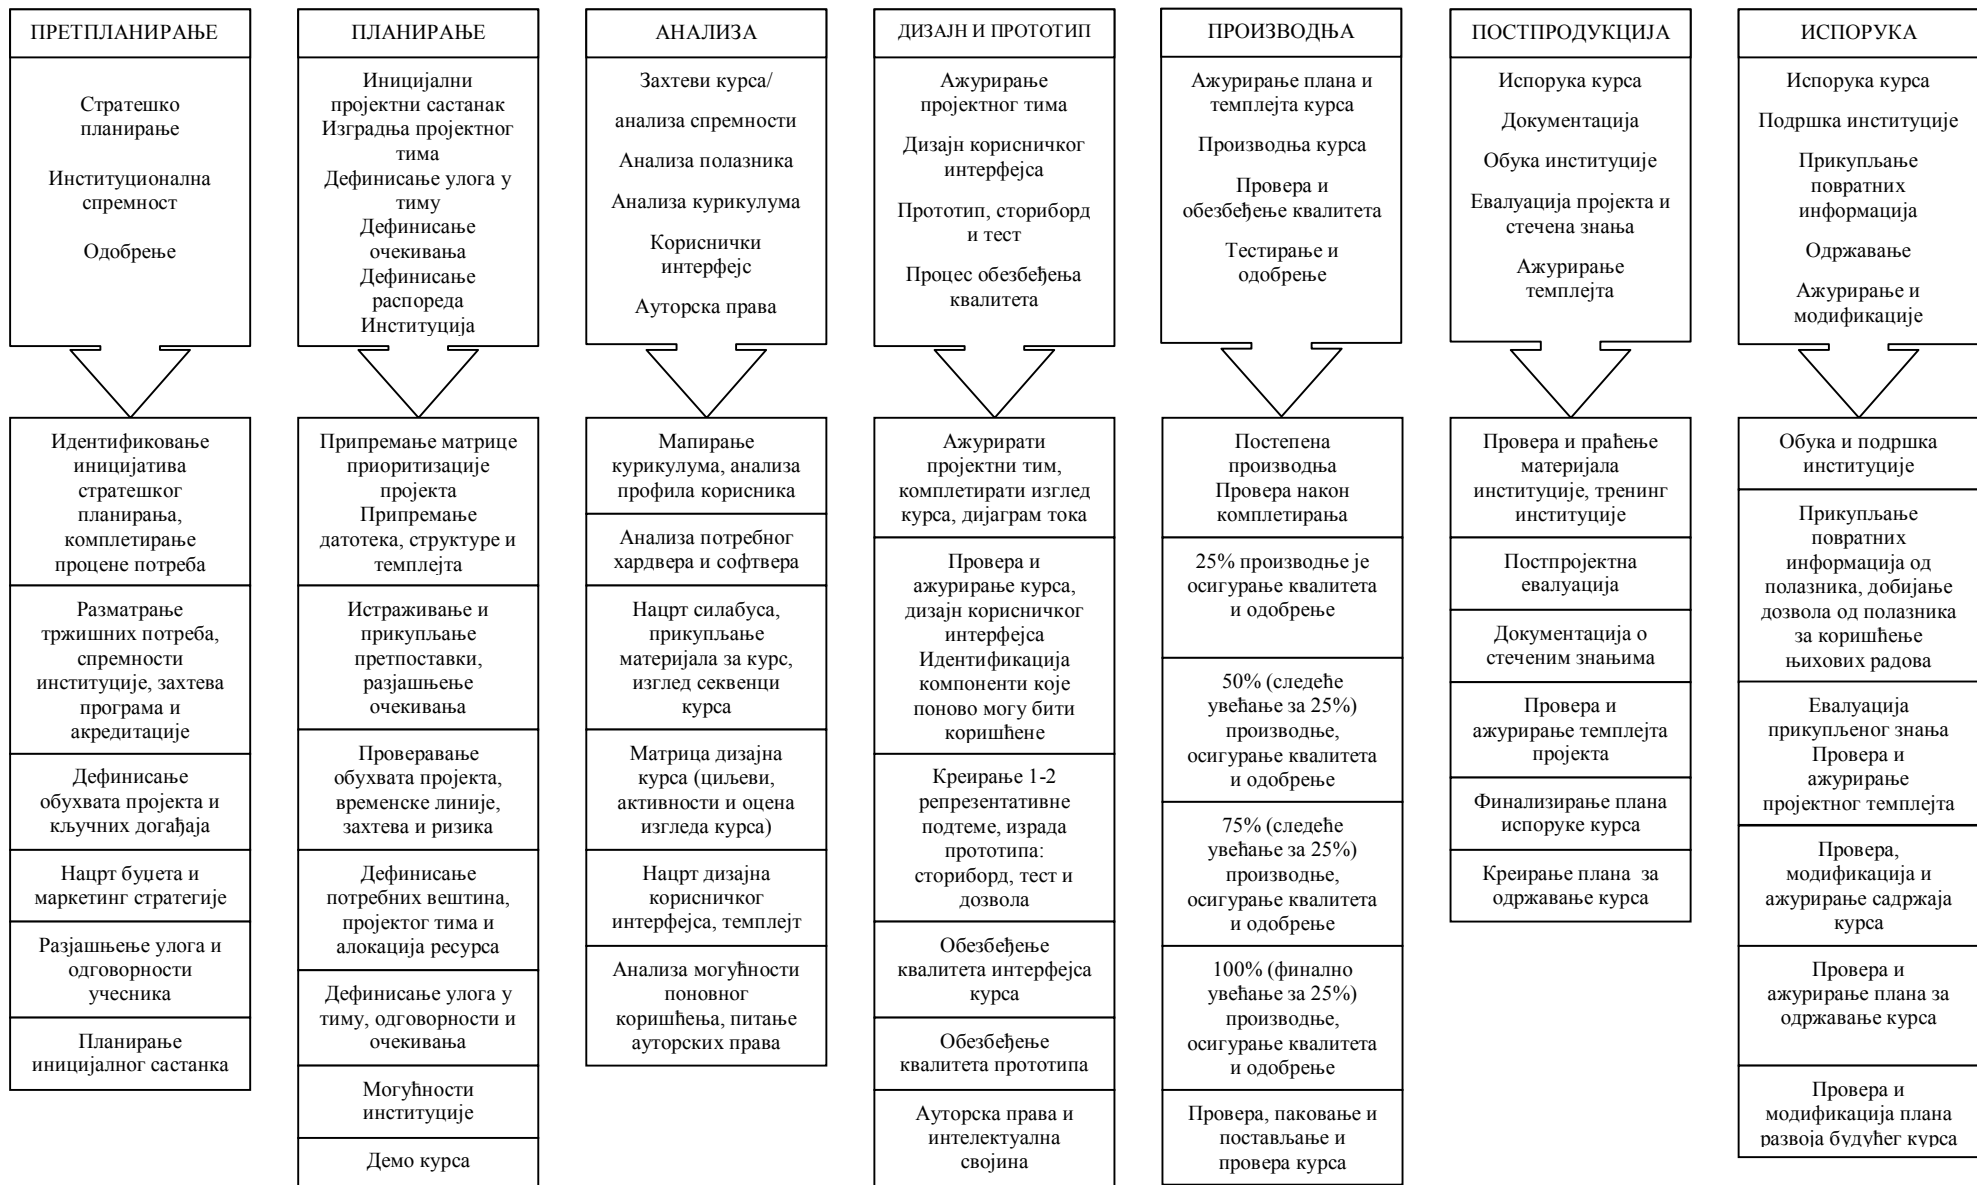 ПРЕТПЛАНИРАЊЕ
Стратешко
планирање
Институционална
спремност
Одобрење
Идентификовање
иницијатива
стратешког
планирања,
комплетирање
процене потреба
Разматрање
тржишних потреба,
спремности
институције, захтева
програма и
акредитације
Дефинисање
обухвата пројекта и
кључних догађаја
Нацрт буџета и
маркетинг стратегије
Разјашњење улога и
одговорности
учесника
Планирање
иницијалног састанка
ПЛАНИРАЊЕ
Иницијални
пројектни састанак
Изградња пројектног
тима
Дефинисање улога у
тиму
Дефинисање
очекивања
Дефинисање
распореда
Институција
Припремање матрице
приоритизације
пројекта
Припремање
датотека, структуре и
темплејта
Истраживање и
прикупљање
претпоставки,
разјашњење
очекивања
Проверавање
обухвата пројекта,
временске линије,
захтева и ризика
Дефинисање
потребних вештина,
пројектог тима и
алокација ресурса
Дефинисање улога у
тиму, одговорности и
очекивања
Могућности
институције
Демо курса
АНАЛИЗА
Захтеви курса/
анализа спремности
Анализа полазника
Анализа курикулума
Кориснички
интерфејс
Ауторска права
Мапирање
курикулума, анализа
профила корисника
Анализа потребног
хардвера и софтвера
Нацрт силабуса,
прикупљање
материјала за курс,
изглед секвенци
курса
Матрица дизајна
курса (циљеви,
активности и оцена
изгледа курса)
Нацрт дизајна
корисничког
интерфејса, темплејт
Анализа могућности
поновног
коришћења, питање
ауторских права
ДИЗАЈН И ПРОТОТИП
Ажурирање
пројектног тима
Дизајн корисничког
интерфејса
Прототип, сториборд
и тест
Процес обезбеђења
квалитета
Ажурирати
пројектни тим,
комплетирати изглед
курса, дијаграм тока
Провера и
ажурирање курса,
дизајн корисничког
интерфејса
Идентификација
компоненти које
поново могу бити
коришћене
Креирање 1-2
репрезентативне
подтеме, израда
прототипа:
сториборд, тест и
дозвола
Обезбеђење
квалитета интерфејса
курса
Обезбеђење
квалитета прототипа
Ауторска права и
интелектуална
својина
ПРОИЗВОДЊА
Ажурирање плана и
темплејта курса
Производња курса
Провера и
обезбеђење квалитета
Тестирање и
одобрење
Постепена
производња
Провера након
комплетирања
25% производње је
осигурање квалитета
и одобрење
50% (следеће
увећање за 25%)
производње,
осигурање квалитета
и одобрење
75% (следеће
увећање за 25%)
производње,
осигурање квалитета
и одобрење
100% (финално
увећање за 25%)
производње,
осигурање квалитета
и одобрење
Провера, паковање и
постављање и
провера курса
ПОСТПРОДУКЦИЈА
Испорука курса
Документација
Обука институције
Евалуација пројекта и
стечена знања
Ажурирање
темплејта
Провера и праћење
материјала
институције, тренинг
институције
Постпројектна
евалуација
Документација о
стеченим знањима
Провера и
ажурирање темплејта
пројекта
Финализирање плана
испоруке курса
Креирање плана за
одржавање курса
ИСПОРУКА
Испорука курса
Подршка институције
Прикупљање
повратних
информација
Одржавање
Ажурирање и
модификације
Обука и подршка
институције
Прикупљање
повратних
информација од
полазника, добијање
дозвола од полазника
за коришћење
њихових радова
Евалуација
прикупљеног знања
Провера и
ажурирање
пројектног темплејта
Провера,
модификација и
ажурирање садржаја
курса
Провера и
ажурирање плана за
одржавање курса
Провера и
модификација плана
развоја будућег курса